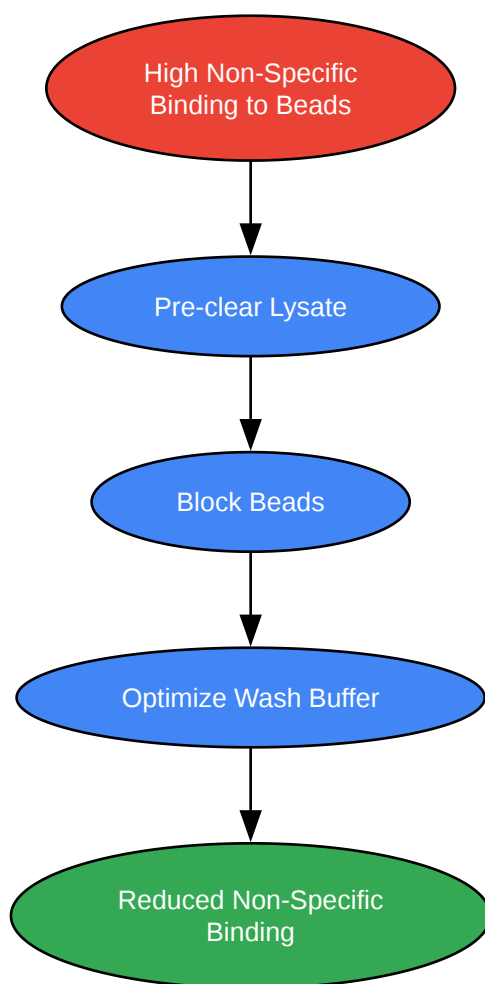 High Non-Specific
Binding to Beads
Pre-clear Lysate
Block Beads
Optimize Wash Buffer
Reduced Non-Specific
Binding